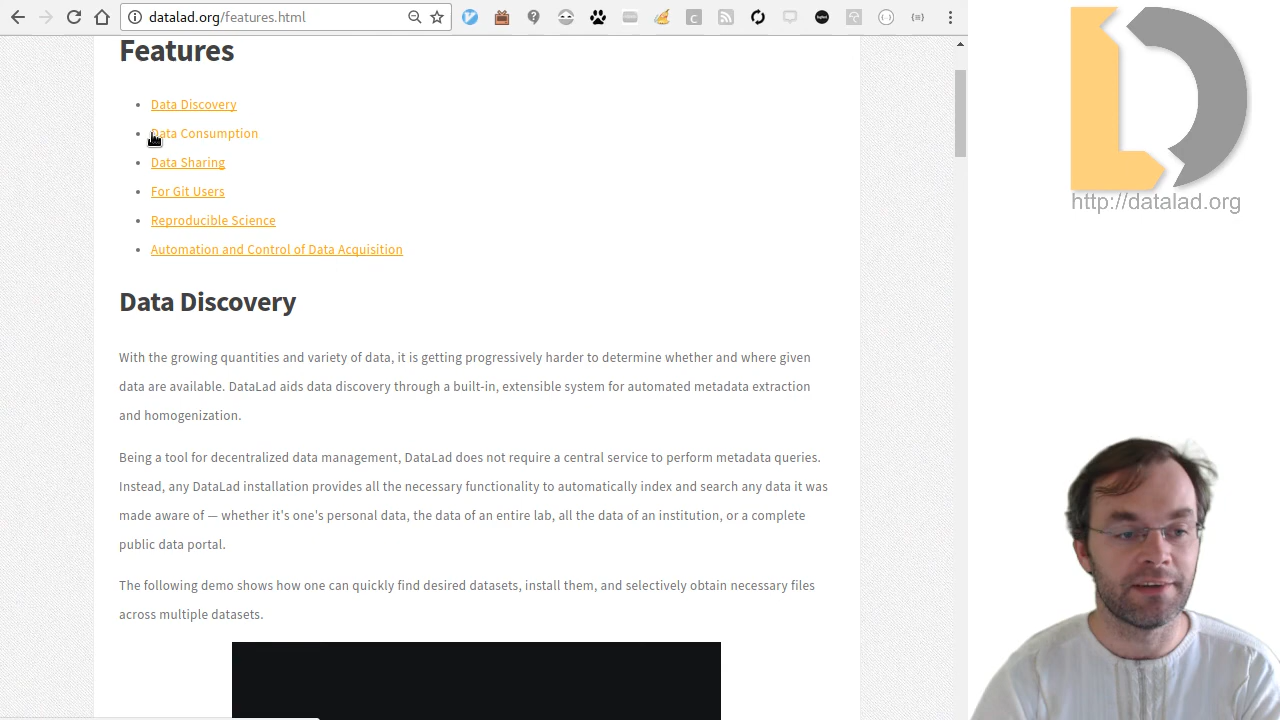 datalad.org/features.html
Features
Data Discovery
Data Consumption
Data Sharing
For Git Users
Reproducible Science
Automation and Control of Data Acquisition
Data Discovery
With the growing quantities and variety of data, it is getting progressively harder to determine whether and where given
data are available. DataLad aids data discovery through a built-in, extensible system for automated metadata extraction
and homogenization.
Being a tool for decentralized data management, DataLad does not require a central service to perform metadata queries.
Instead, any DataLad installation provides all the necessary functionality to automatically index and search any data it was
made aware of — whether it's one's personal data, the data of an entire lab, all the data of an institution, or a complete
public data portal.
The following demo shows how one can quickly find desired datasets, install them, and selectively obtain necessary files
across multiple datasets.
http://datalad.org